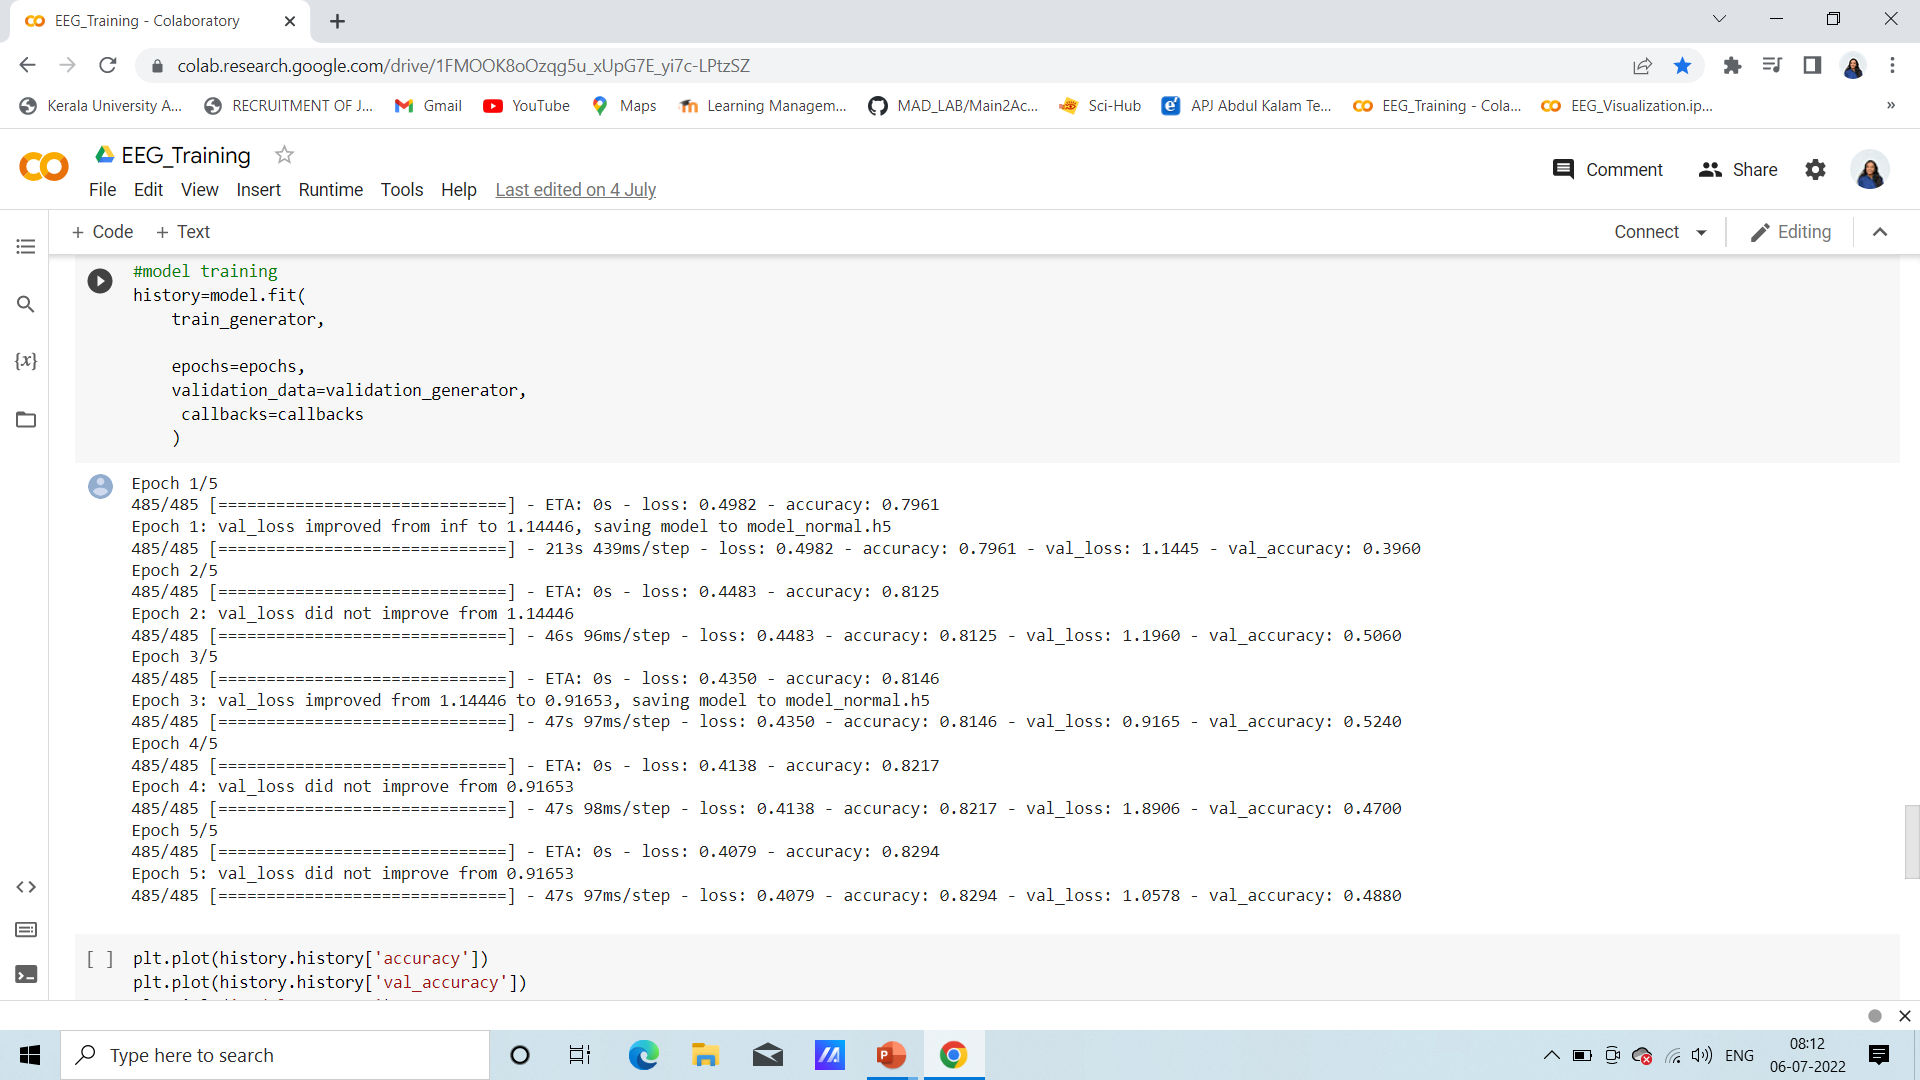 EEG_Training - Colaboratory
colab.research.google.com/drive/1FMOOK8oOzqg5u_xUpG7E_yi7c-LPtzSZ
Kerala University A... RECRUITMENT OF J... Gmail YouTube Maps Learning Managem... MAD_LAB/Main2Ac... Sci-Hub APJ Abdul Kalam Te... EEG_Training - Cola... EEG_Visualization.ip... »
EEG_Training
Comment Share
File Edit View Insert Runtime Tools Help Last edited on 4 July
+ Code + Text Connect Editing
{x}
#model training
history=model.fit(
    train_generator,
    epochs=epochs,
    validation_data=validation_generator,
     callbacks=callbacks
    )
Epoch 1/5
485/485 [==============================] - ETA: 0s - loss: 0.4982 - accuracy: 0.7961
Epoch 1: val_loss improved from inf to 1.14446, saving model to model_normal.h5
485/485 [==============================] - 213s 439ms/step - loss: 0.4982 - accuracy: 0.7961 - val_loss: 1.1445 - val_accuracy: 0.3960
Epoch 2/5
485/485 [==============================] - ETA: 0s - loss: 0.4483 - accuracy: 0.8125
Epoch 2: val_loss did not improve from 1.14446
485/485 [==============================] - 46s 96ms/step - loss: 0.4483 - accuracy: 0.8125 - val_loss: 1.1960 - val_accuracy: 0.5060
Epoch 3/5
485/485 [==============================] - ETA: 0s - loss: 0.4350 - accuracy: 0.8146
Epoch 3: val_loss improved from 1.14446 to 0.91653, saving model to model_normal.h5
485/485 [==============================] - 47s 97ms/step - loss: 0.4350 - accuracy: 0.8146 - val_loss: 0.9165 - val_accuracy: 0.5240
Epoch 4/5
485/485 [==============================] - ETA: 0s - loss: 0.4138 - accuracy: 0.8217
Epoch 4: val_loss did not improve from 0.91653
485/485 [==============================] - 47s 98ms/step - loss: 0.4138 - accuracy: 0.8217 - val_loss: 1.8906 - val_accuracy: 0.4700
Epoch 5/5
485/485 [==============================] - ETA: 0s - loss: 0.4079 - accuracy: 0.8294
Epoch 5: val_loss did not improve from 0.91653
485/485 [==============================] - 47s 97ms/step - loss: 0.4079 - accuracy: 0.8294 - val_loss: 1.0578 - val_accuracy: 0.4880
[ ] plt.plot(history.history['accuracy'])
plt.plot(history.history['val_accuracy'])
Type here to search
ENG
08:12
06-07-2022